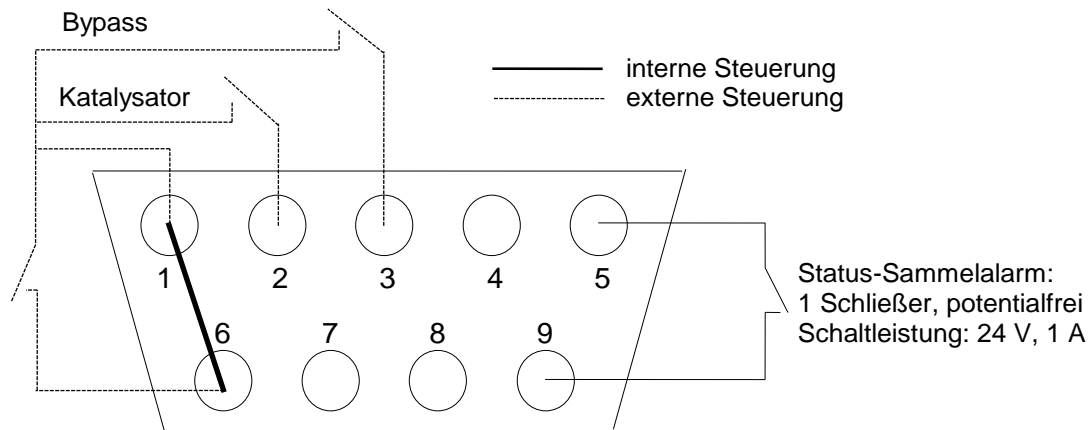 Bypass
interne Steuerung
externe Steuerung
Katalysator
1 2 3 4 5
Status-Sammelalarm:
1 Schließer, potentialfrei
Schaltleistung: 24 V, 1 A
6 7 8 9